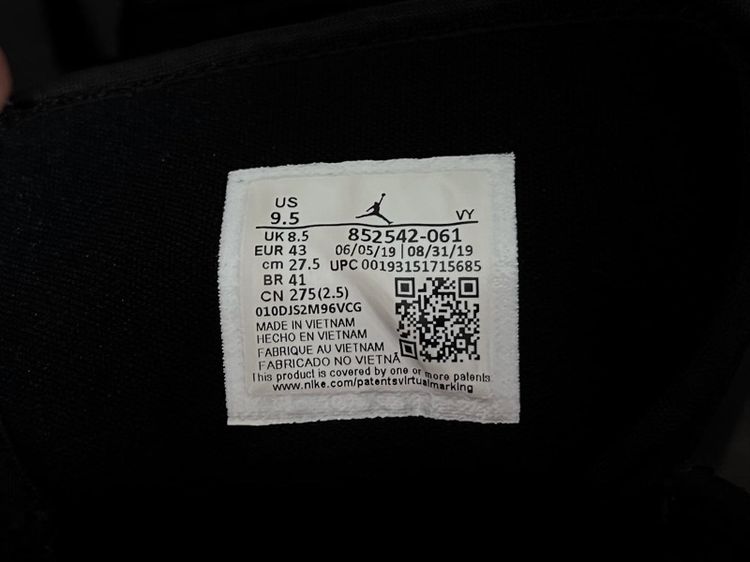 US
9.5
VY
UK 8.5
852542-061
EUR 43
06/05/19 | 08/31/19
cm 27.5
UPC 00193151715685
BR 41
CN 275(2.5)
010DJS2M96VCG
MADE IN VIETNAM
HECHO EN VIETNAM
FABRIQUE AU VIETNAM
FABRICADO NO VIETNÃ
This product is covered by one or more patents
www.nike.com/patentsvirtualmarking